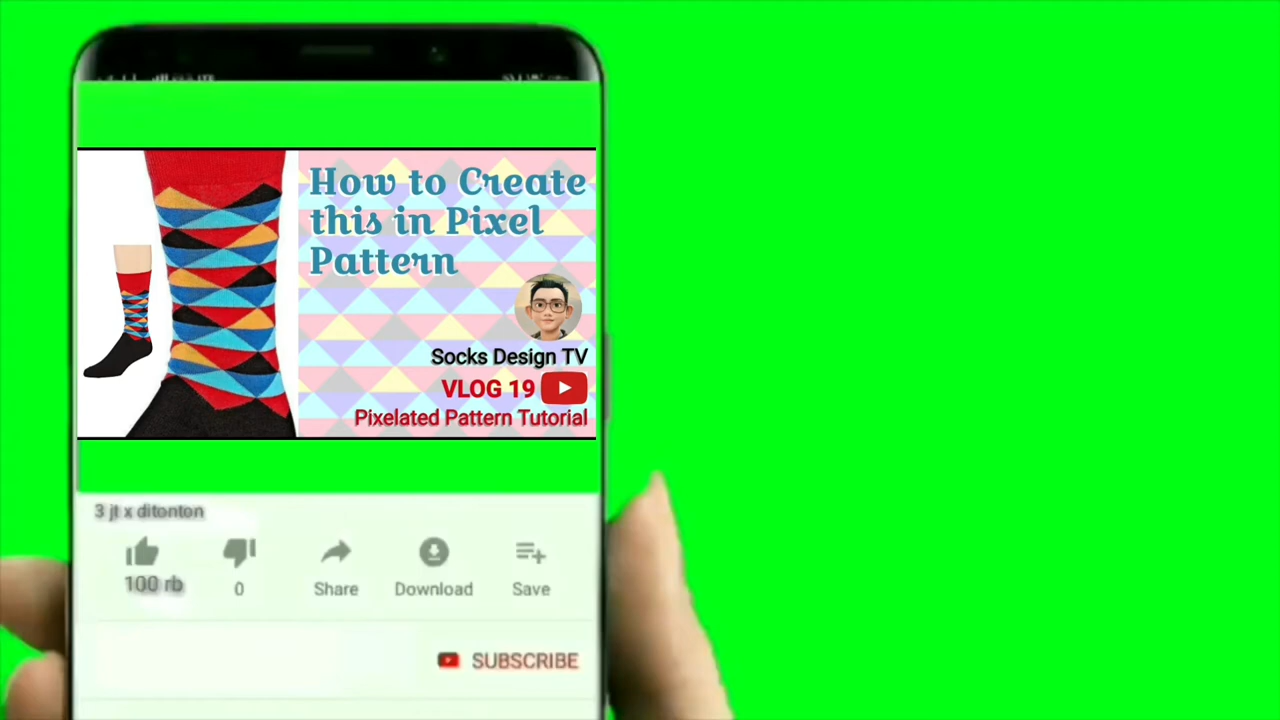 How to Create
this in Pixel
Pattern
Socks Design TV
VLOG 19
Pixelated Pattern Tutorial
3 jt x ditonton
100 rb
0
Share
Download
Save
SUBSCRIBE